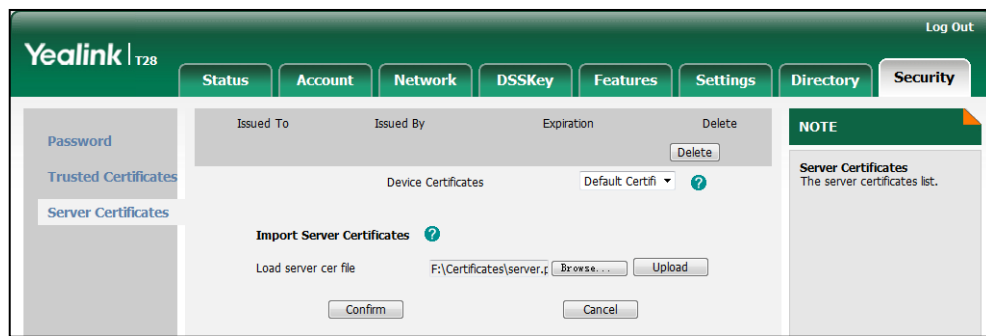 Log Out
Yealink T28
Status Account Network DSSKey Features Settings Directory Security
Password
Trusted Certificates
Server Certificates
Issued To Issued By Expiration Delete
Delete
Device Certificates Default Certifi
Import Server Certificates
Load server cer file F:\Certificates\server.p Browse... Upload
Confirm Cancel
NOTE
Server Certificates
The server certificates list.